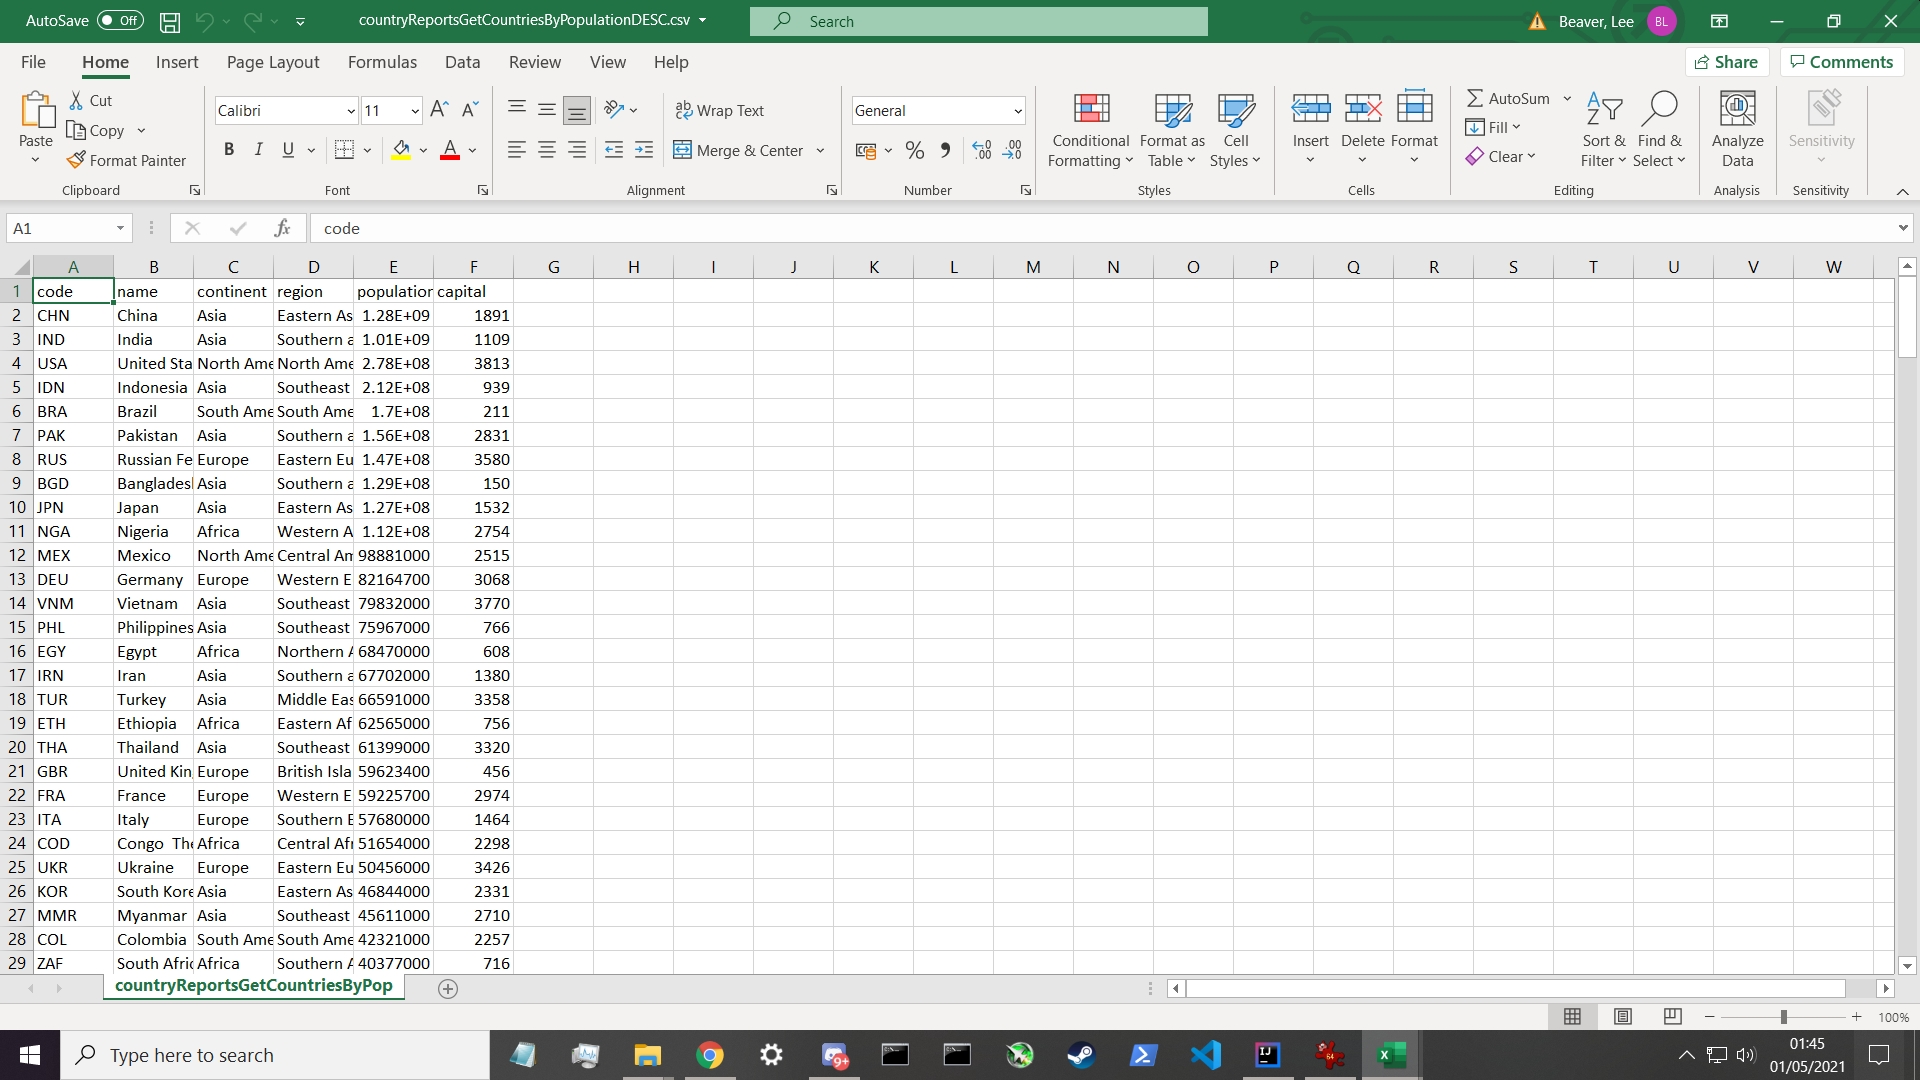 AutoSave Off countryReportsGetCountriesByPopulationDESC.csv Search Beaver, Lee BL
File Home Insert Page Layout Formulas Data Review View Help Share Comments
Paste Cut Copy Format Painter Clipboard
Calibri 11 A A B I U A Font
Wrap Text Merge & Center Alignment
General % 9 .00 .00 Number
Conditional Formatting Format as Table Cell Styles Styles
Insert Delete Format Cells
AutoSum Fill Clear Sort & Filter Find & Select Editing
Analyze Data Analysis
Sensitivity Sensitivity
A1 fx code
A B C D E F G H I J K L M N O P Q R S T U V W
1 code name continent region population capital
2 CHN China Asia Eastern As 1.28E+09 1891
3 IND India Asia Southern a 1.01E+09 1109
4 USA United Sta North Ame North Ame 2.78E+08 3813
5 IDN Indonesia Asia Southeast 2.12E+08 939
6 BRA Brazil South Ame South Ame 1.7E+08 211
7 PAK Pakistan Asia Southern a 1.56E+08 2831
8 RUS Russian Fe Europe Eastern Eu 1.47E+08 3580
9 BGD Bangladesh Asia Southern a 1.29E+08 150
10 JPN Japan Asia Eastern As 1.27E+08 1532
11 NGA Nigeria Africa Western A 1.12E+08 2754
12 MEX Mexico North Ame Central Am 98881000 2515
13 DEU Germany Europe Western E 82164700 3068
14 VNM Vietnam Asia Southeast 79832000 3770
15 PHL Philippines Asia Southeast 75967000 766
16 EGY Egypt Africa Northern A 68470000 608
17 IRN Iran Asia Southern a 67702000 1380
18 TUR Turkey Asia Middle Eas 66591000 3358
19 ETH Ethiopia Africa Eastern Af 62565000 756
20 THA Thailand Asia Southeast 61399000 3320
21 GBR United Kin Europe British Isla 59623400 456
22 FRA France Europe Western E 59225700 2974
23 ITA Italy Europe Southern E 57680000 1464
24 COD Congo The Africa Central Afr 51654000 2298
25 UKR Ukraine Europe Eastern Eu 50456000 3426
26 KOR South Kore Asia Eastern As 46844000 2331
27 MMR Myanmar Asia Southeast 45611000 2710
28 COL Colombia South Ame South Ame 42321000 2257
29 ZAF South Afric Africa Southern A 40377000 716
countryReportsGetCountriesByPop
100%
Type here to search 9+ IJ 64 01:45
01/05/2021